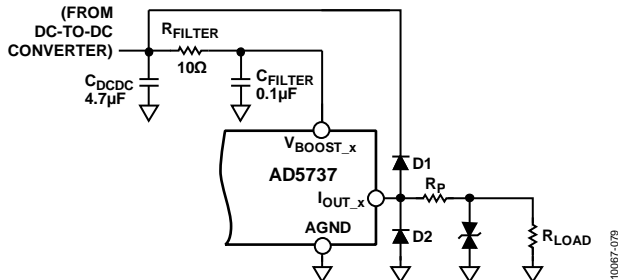 (FROM
DC-TO-DC
CONVERTER)
RFILTER
10Ω
CDCDC
4.7µF
CFILTER
0.1µF
VBOOST_x
AD5737
IOUT_x
AGND
D1
D2
RP
RLOAD
10067-079